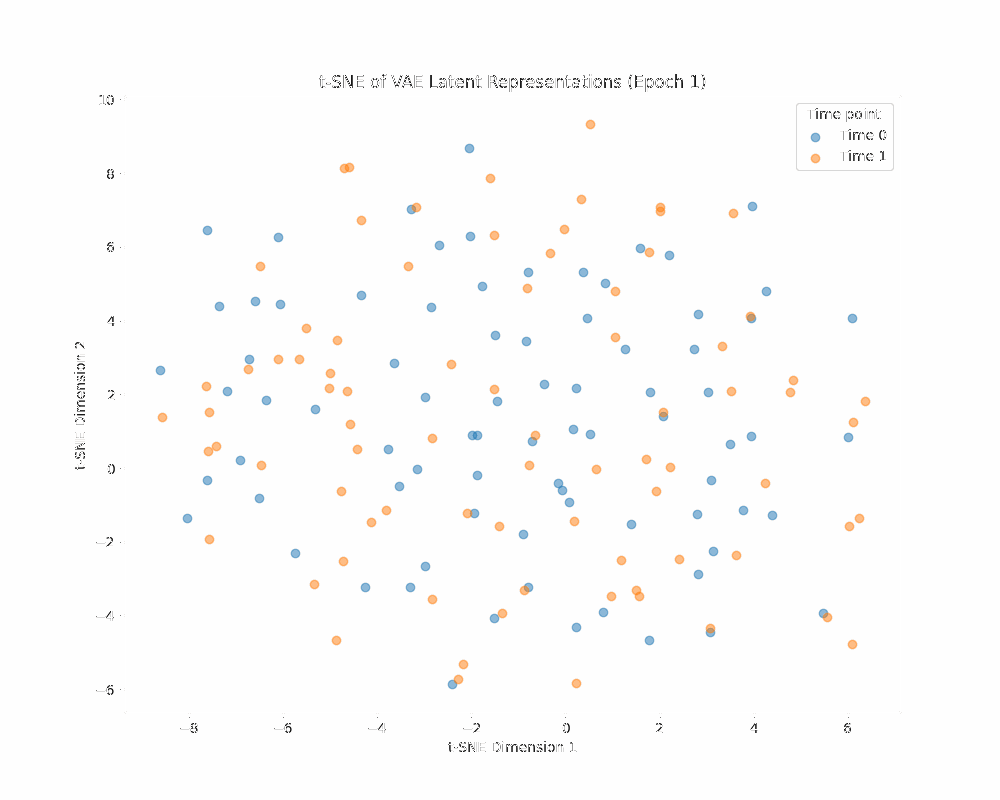 t-SNE of VAE Latent Representations (Epoch 1)
Time point
Time 0
Time 1
10
8
6
4
2
0
−2
−4
−6
t-SNE Dimension 2
−8
−6
−4
−2
0
2
4
6
t-SNE Dimension 1